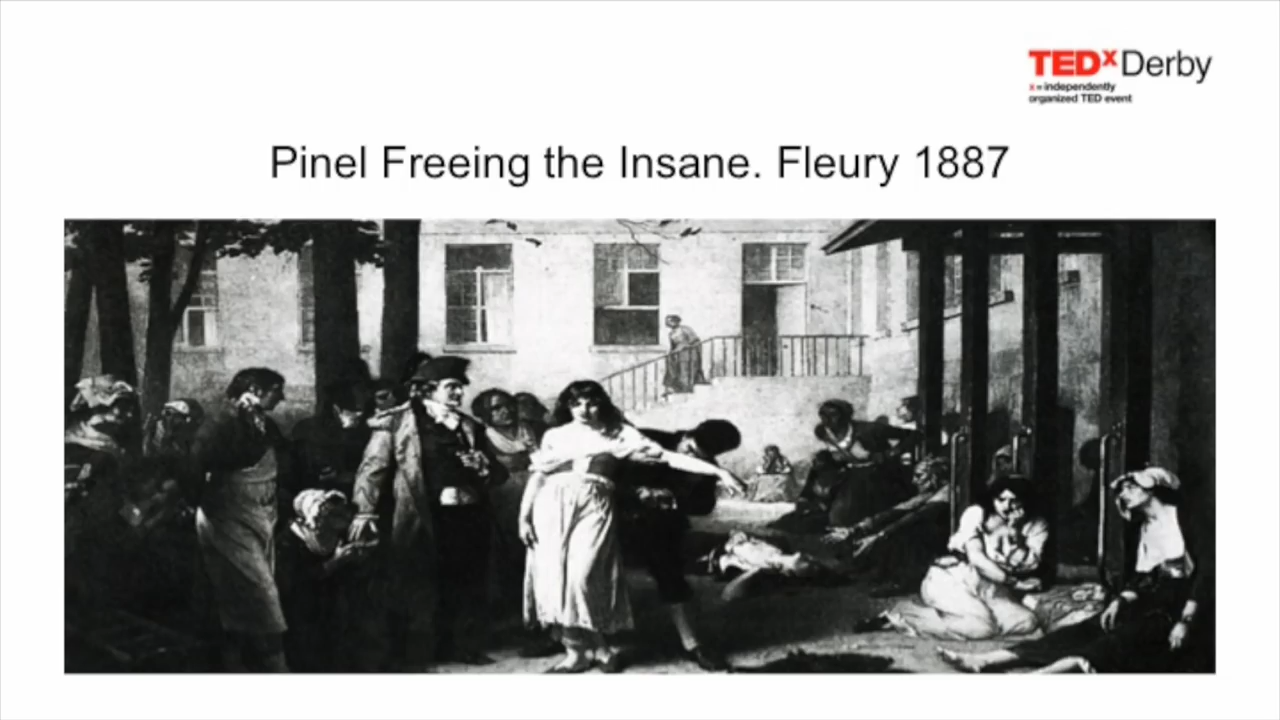 TEDxDerby
x = independently
organized TED event
Pinel Freeing the Insane. Fleury 1887